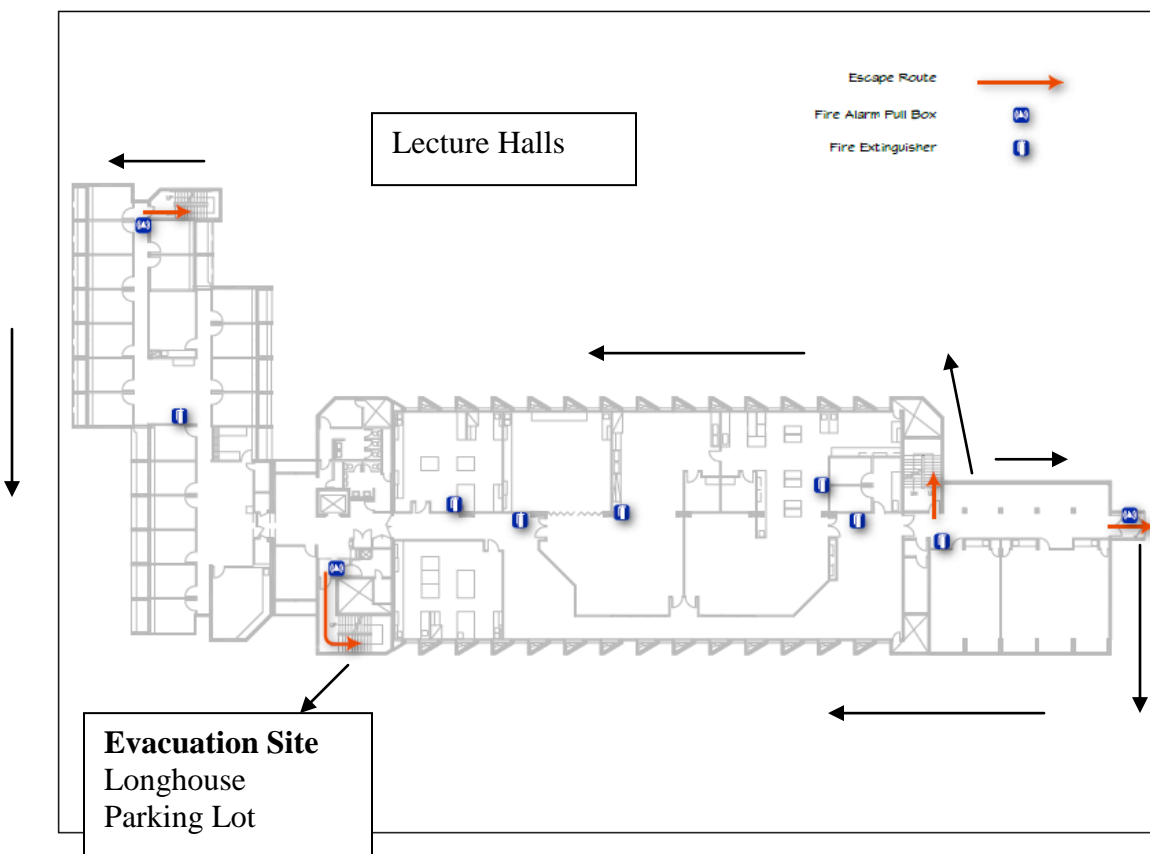 Escape Route
Fire Alarm Pull Box
Fire Extinguisher
Lecture Halls
Evacuation Site
Longhouse
Parking Lot